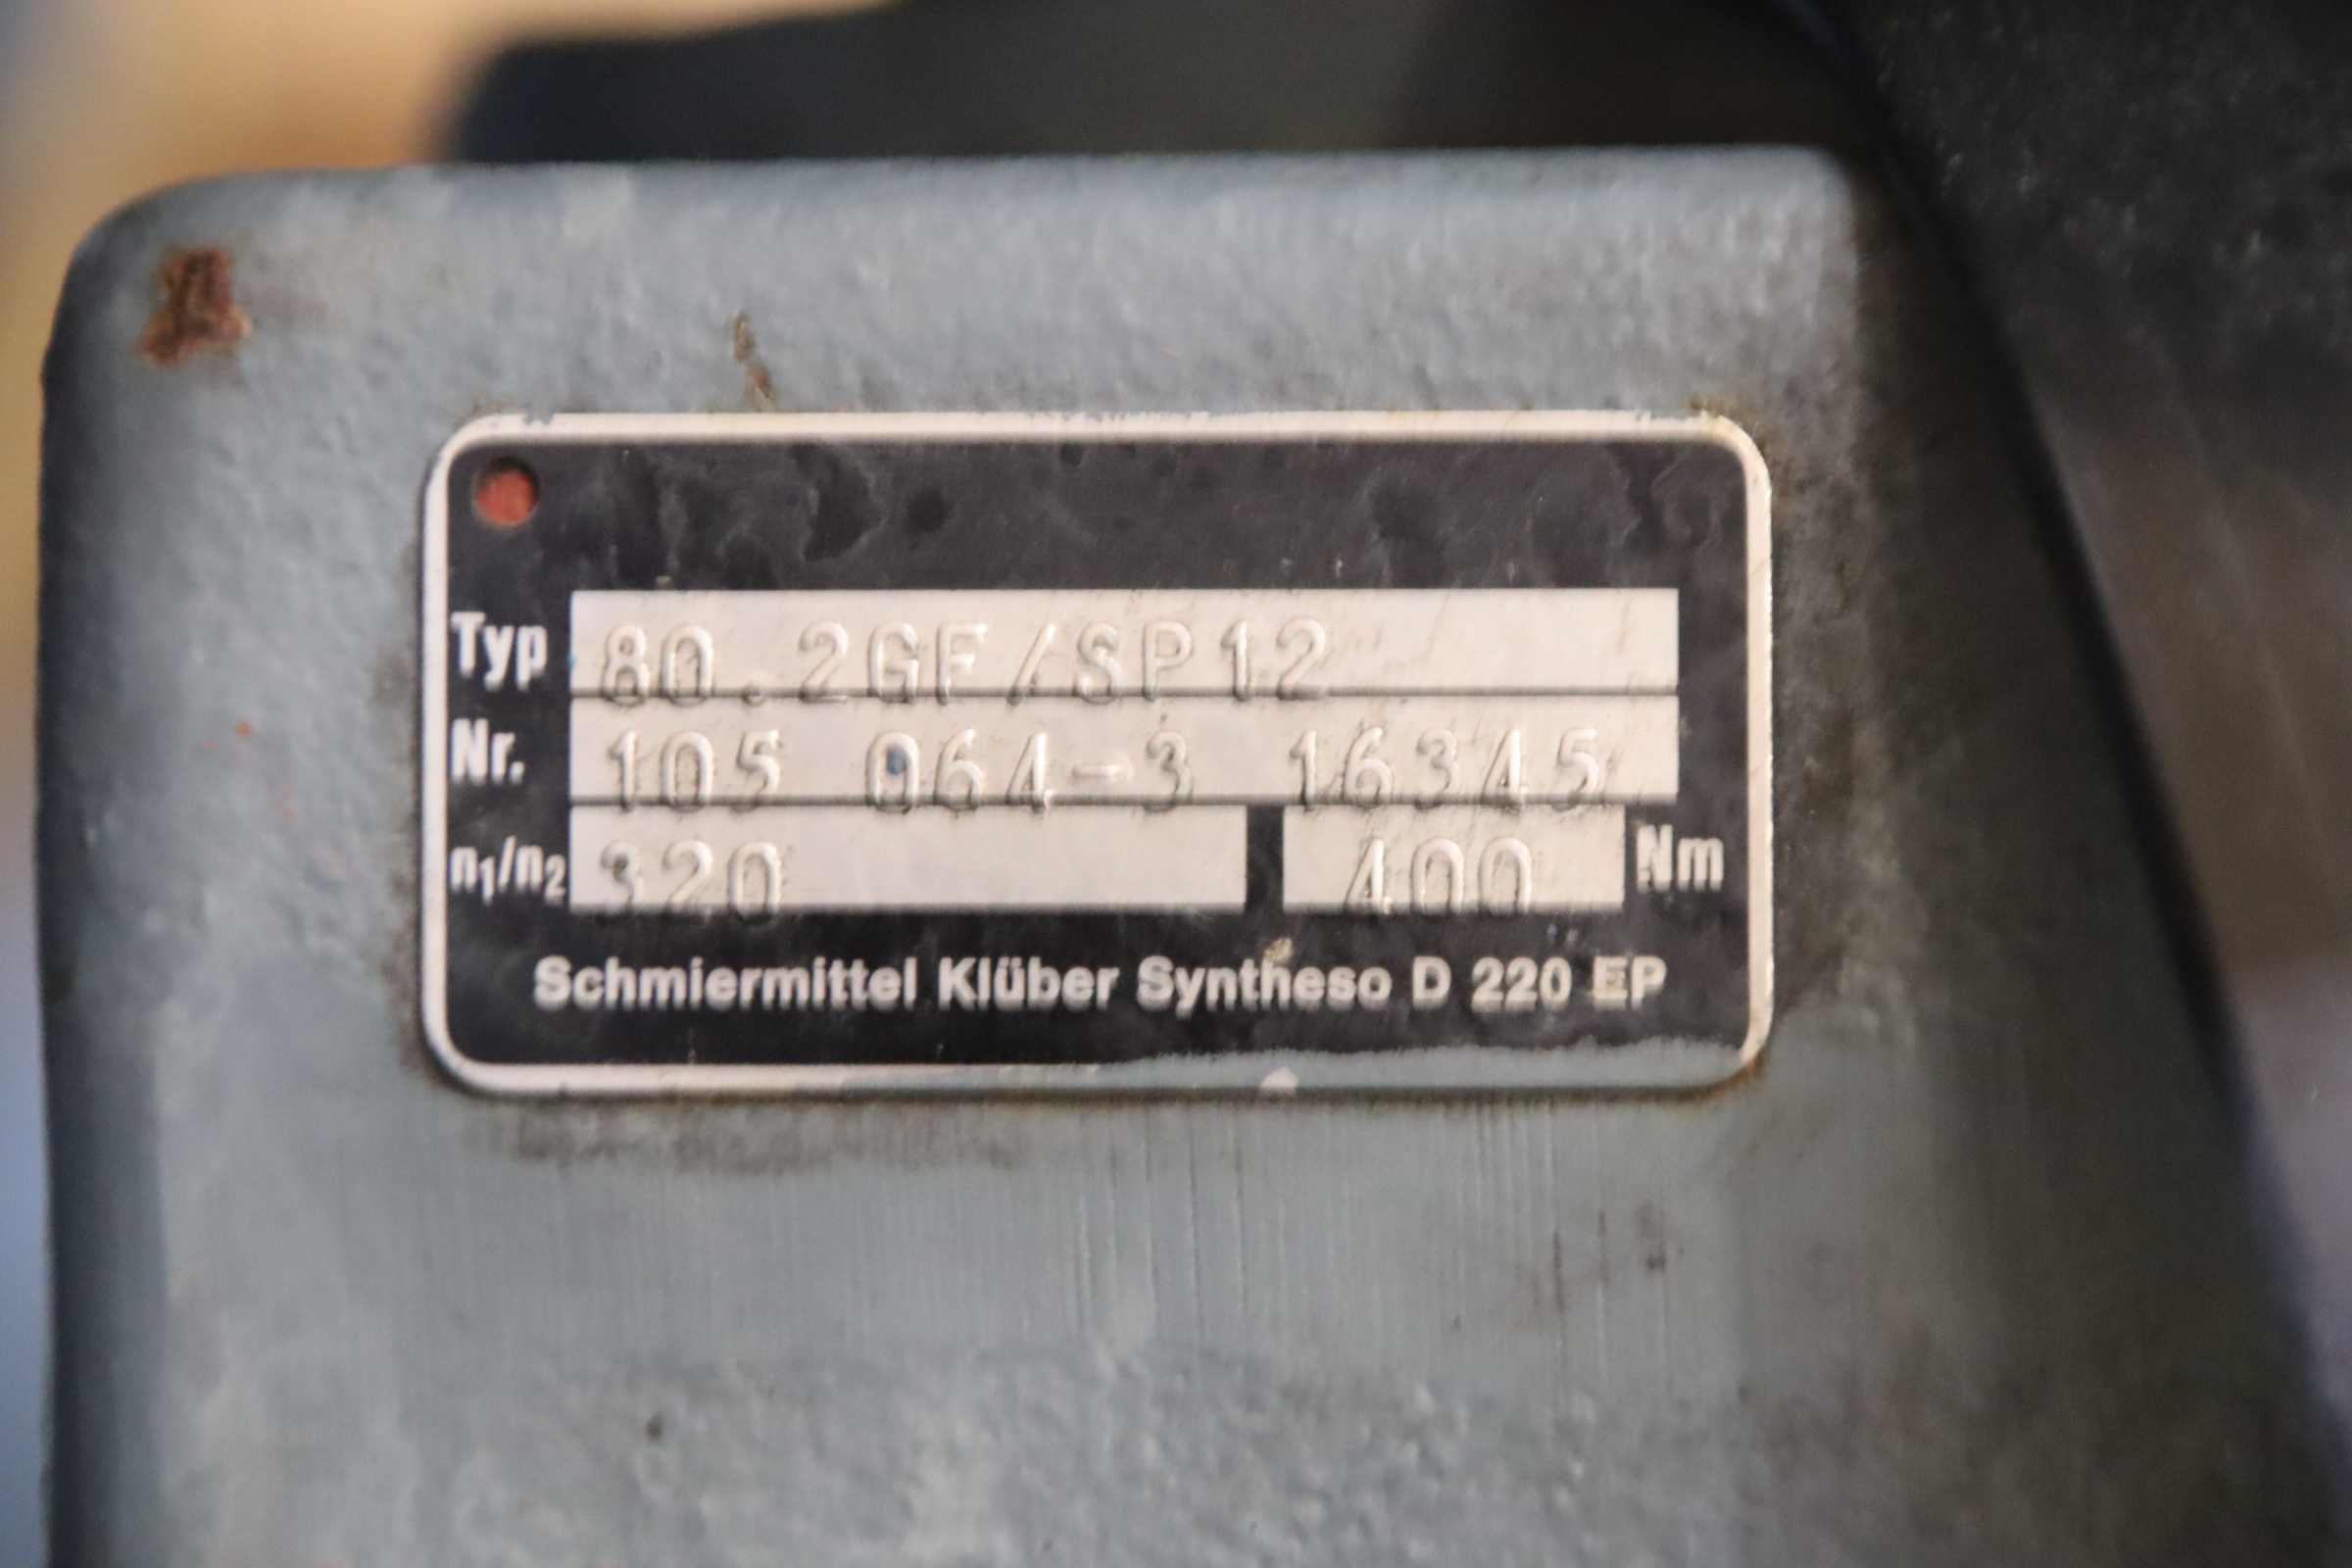 Typ 80.2GF/SP12
Nr. 105 064-3 16345
n1/n2 320 400 Nm
Schmiermittel Klüber Syntheso D 220 EP